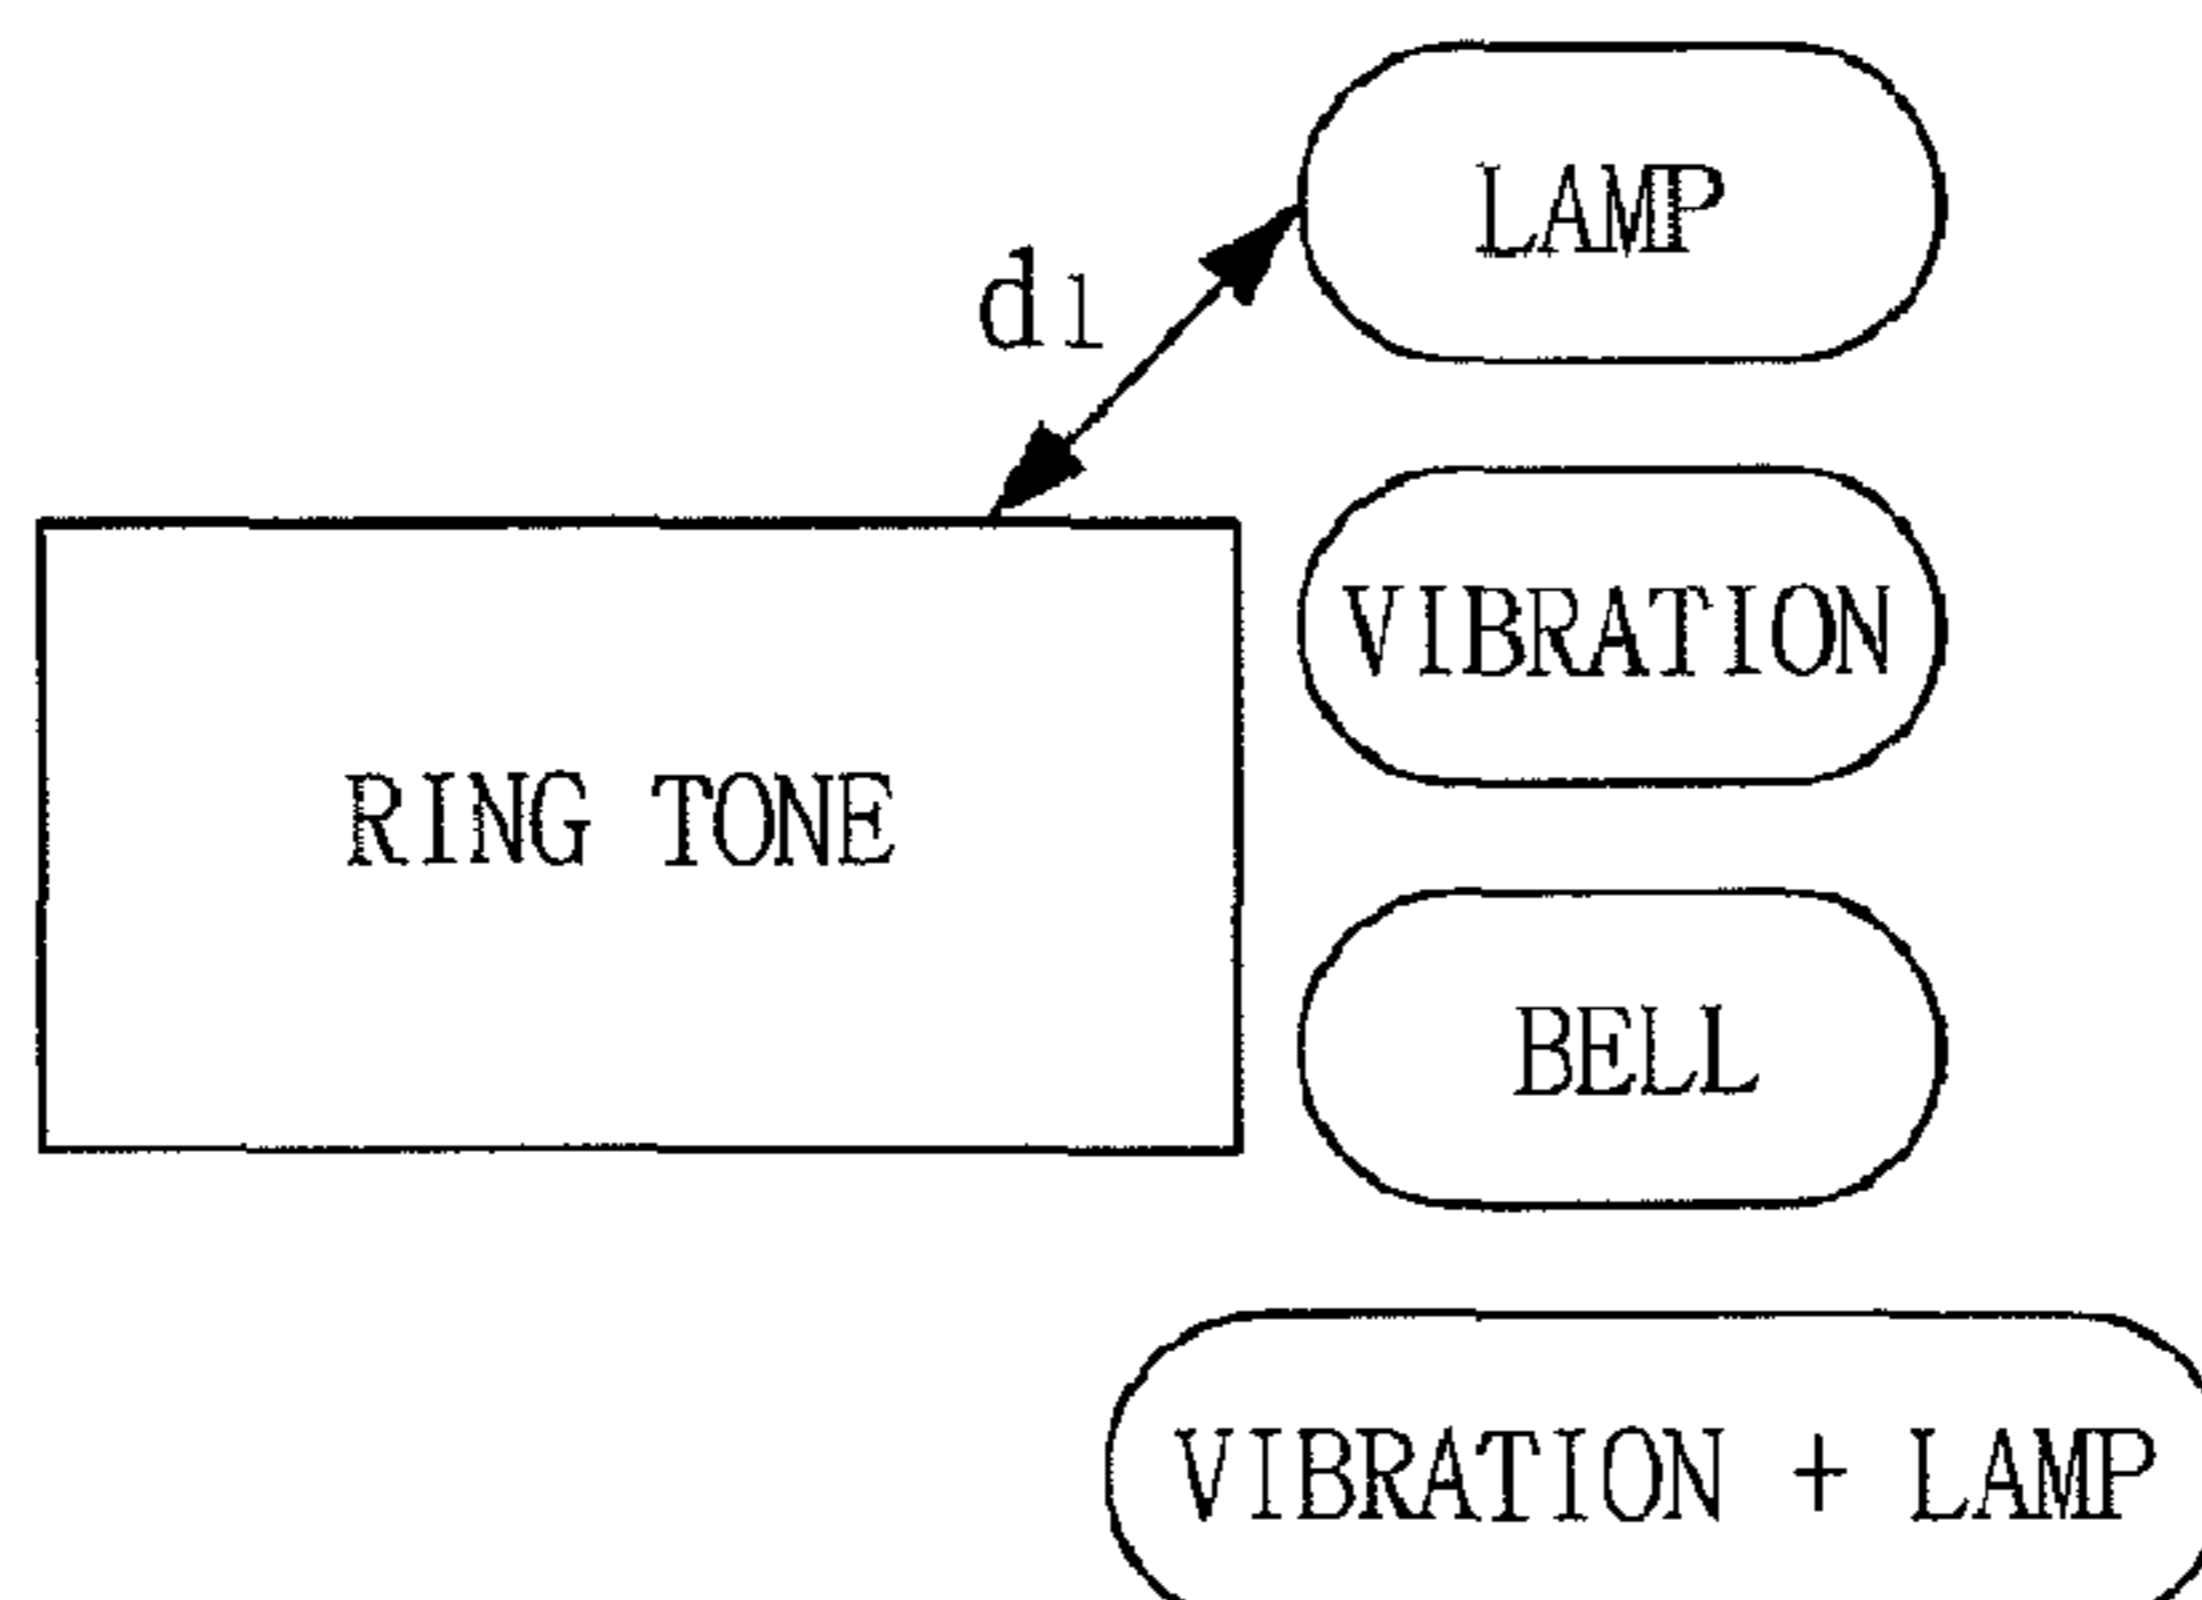 LAMP
d1
VIBRATION
RING TONE
BELL
VIBRATION + LAMP